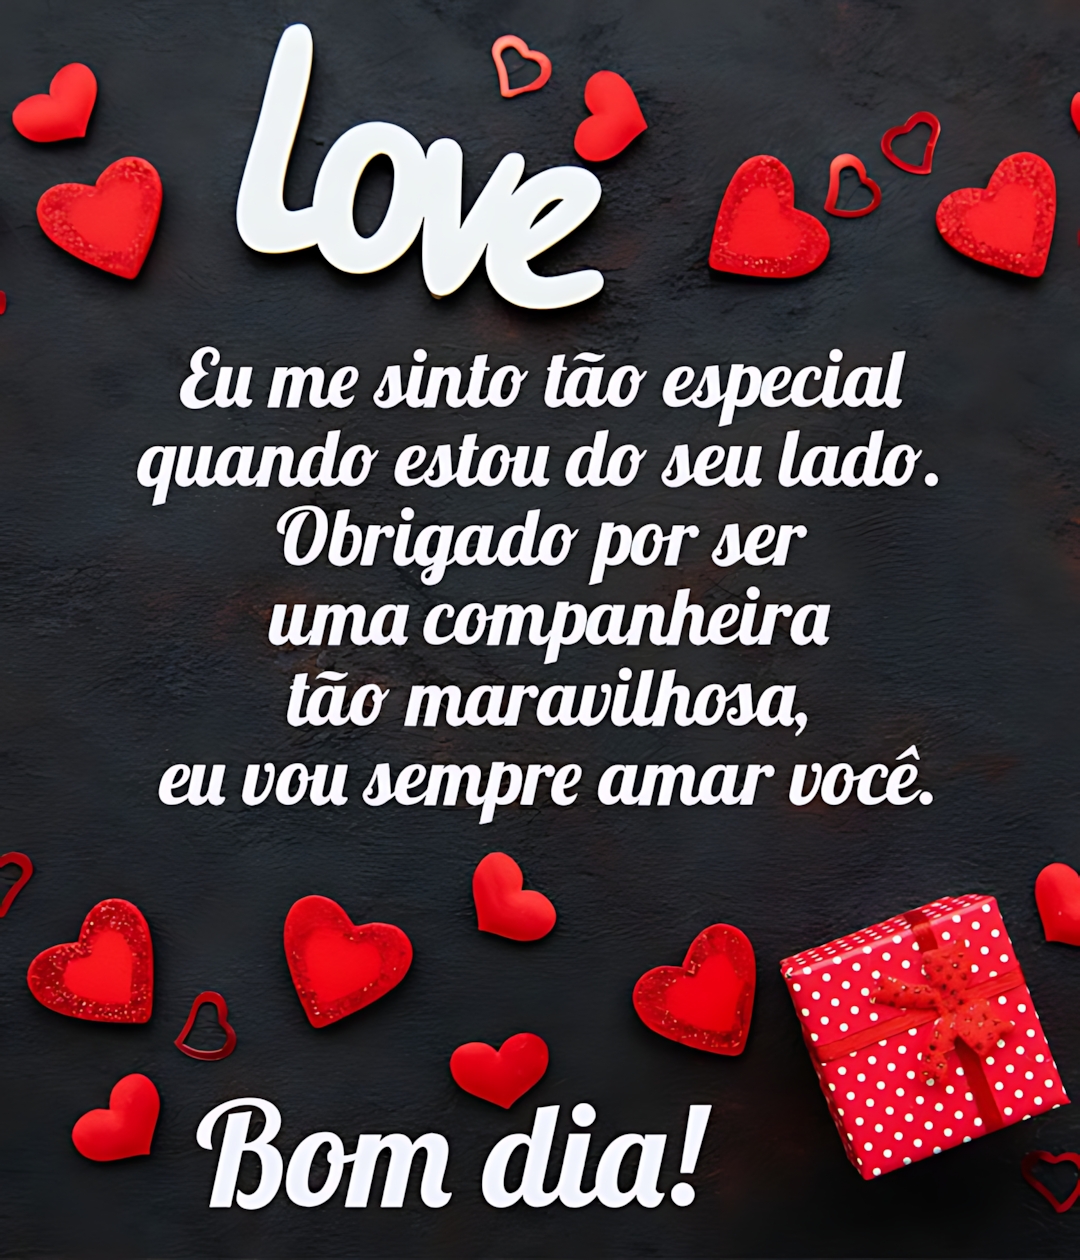 Love
Eu me sinto tão especial
quando estou do seu lado.
Obrigado por ser
uma companheira
tão maravilhosa,
eu vou sempre amar você.
Bom dia!